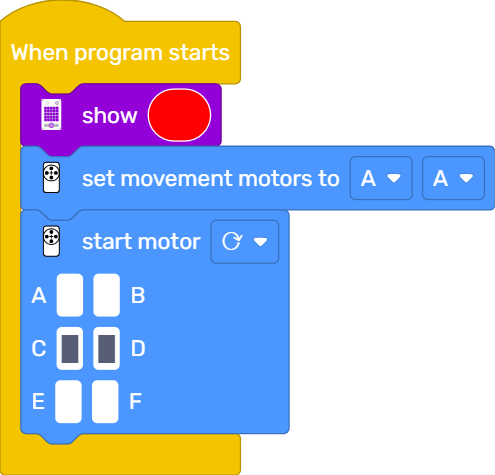 When program starts
show
set movement motors to A A
start motor
A B
C D
E F